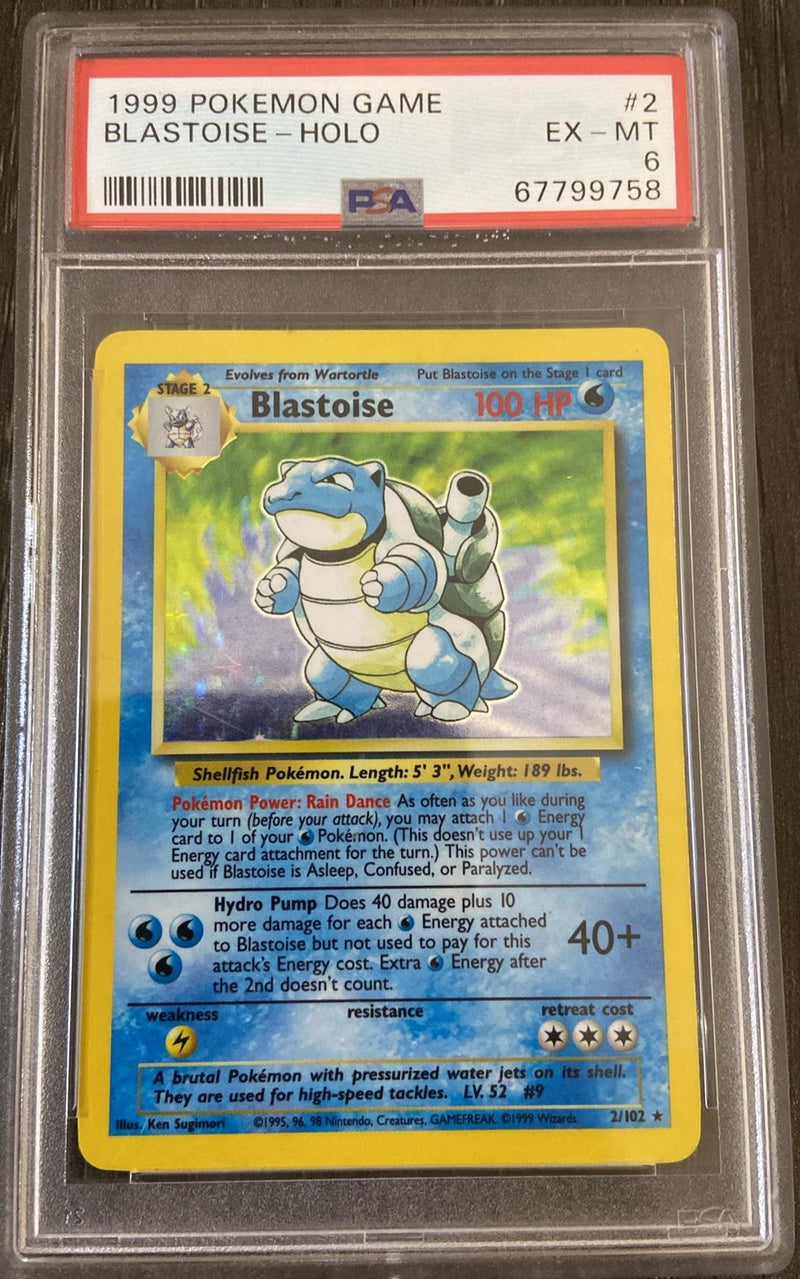 1999 POKEMON GAME #2
BLASTOISE - HOLO EX - MT
6
PSA 67799758
Evolves from Wartortle Put Blastoise on the Stage 1 card
STAGE 2
Blastoise 100 HP
Shellfish Pokémon. Length: 5' 3", Weight: 189 lbs.
Pokémon Power: Rain Dance As often as you like during
your turn (before your attack), you may attach 1 Energy
card to 1 of your Pokémon. (This doesn't use up your 1
Energy card attachment for the turn.) This power can't be
used if Blastoise is Asleep, Confused, or Paralyzed.
Hydro Pump Does 40 damage plus 10
more damage for each Energy attached
to Blastoise but not used to pay for this 40+
attack's Energy cost. Extra Energy after
the 2nd doesn't count.
weakness resistance retreat cost
A brutal Pokémon with pressurized water jets on its shell.
They are used for high-speed tackles. LV. 52 #9
Illus. Ken Sugimori ©1995, 96, 98 Nintendo, Creatures, GAMEFREAK. ©1999 Wizards. 2/102 ★